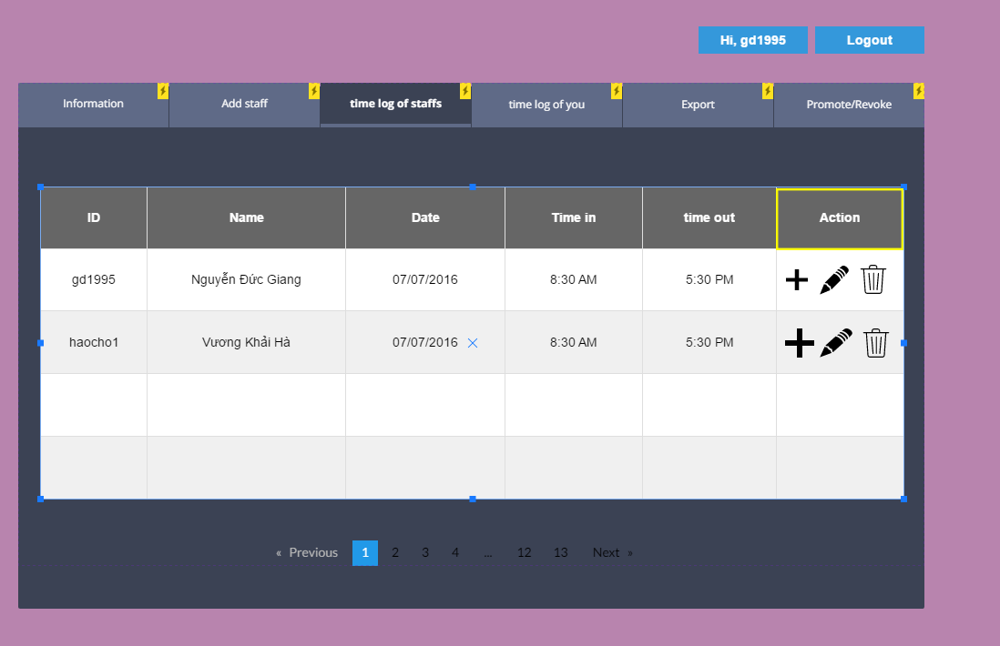 Hi, gd1995 Logout
Information Add staff time log of staffs time log of you Export Promote/Revoke
ID Name Date Time in time out Action
gd1995 Nguyễn Đức Giang 07/07/2016 8:30 AM 5:30 PM
haocho1 Vương Khải Hà 07/07/2016 8:30 AM 5:30 PM
« Previous 1 2 3 4 ... 12 13 Next »